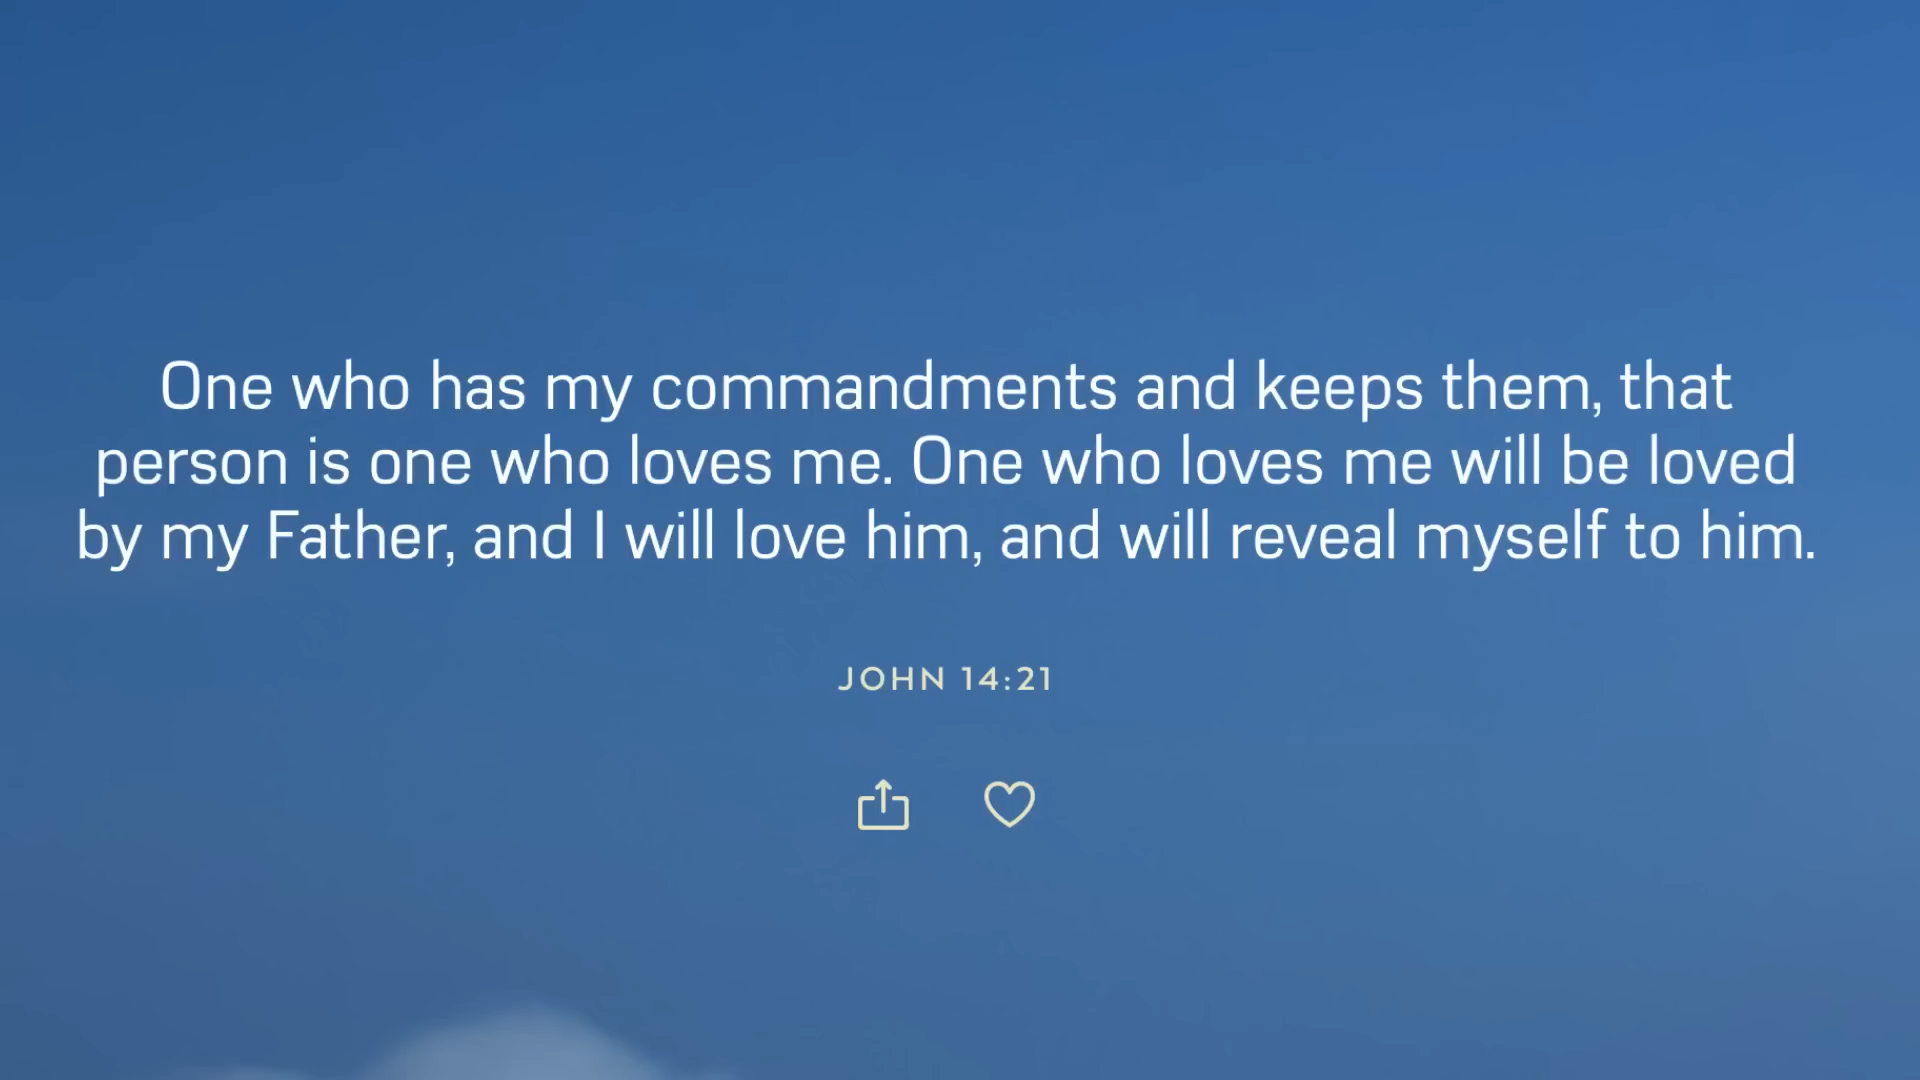 One who has my commandments and keeps them, that
person is one who loves me. One who loves me will be loved
by my Father, and I will love him, and will reveal myself to him.
JOHN 14:21